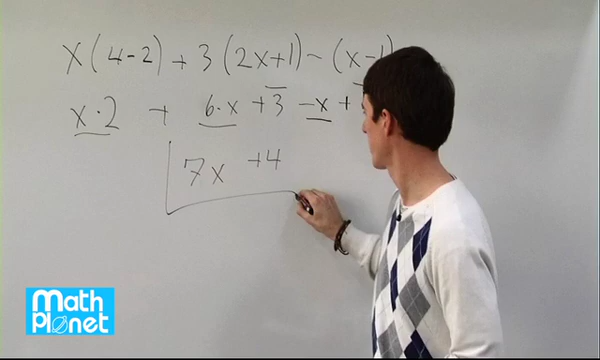 x(4-2) + 3(2x+1) - (x-1)
x·2 + 6·x +3 -x +
7x +4
Math
Planet